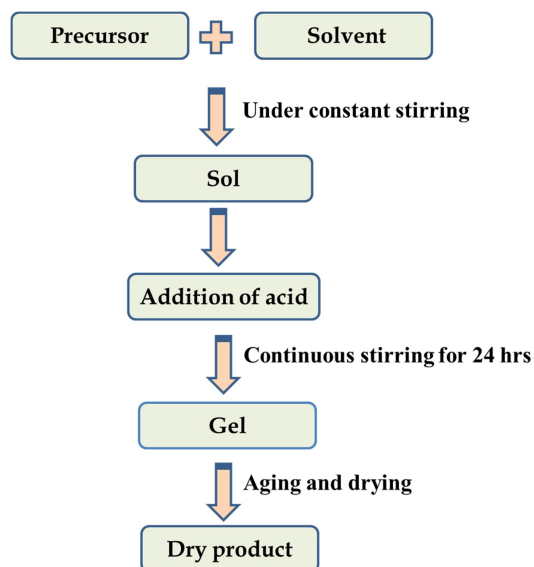 Precursor
Solvent
Under constant stirring
Sol
Addition of acid
Continuous stirring for 24 hrs
Gel
Aging and drying
Dry product